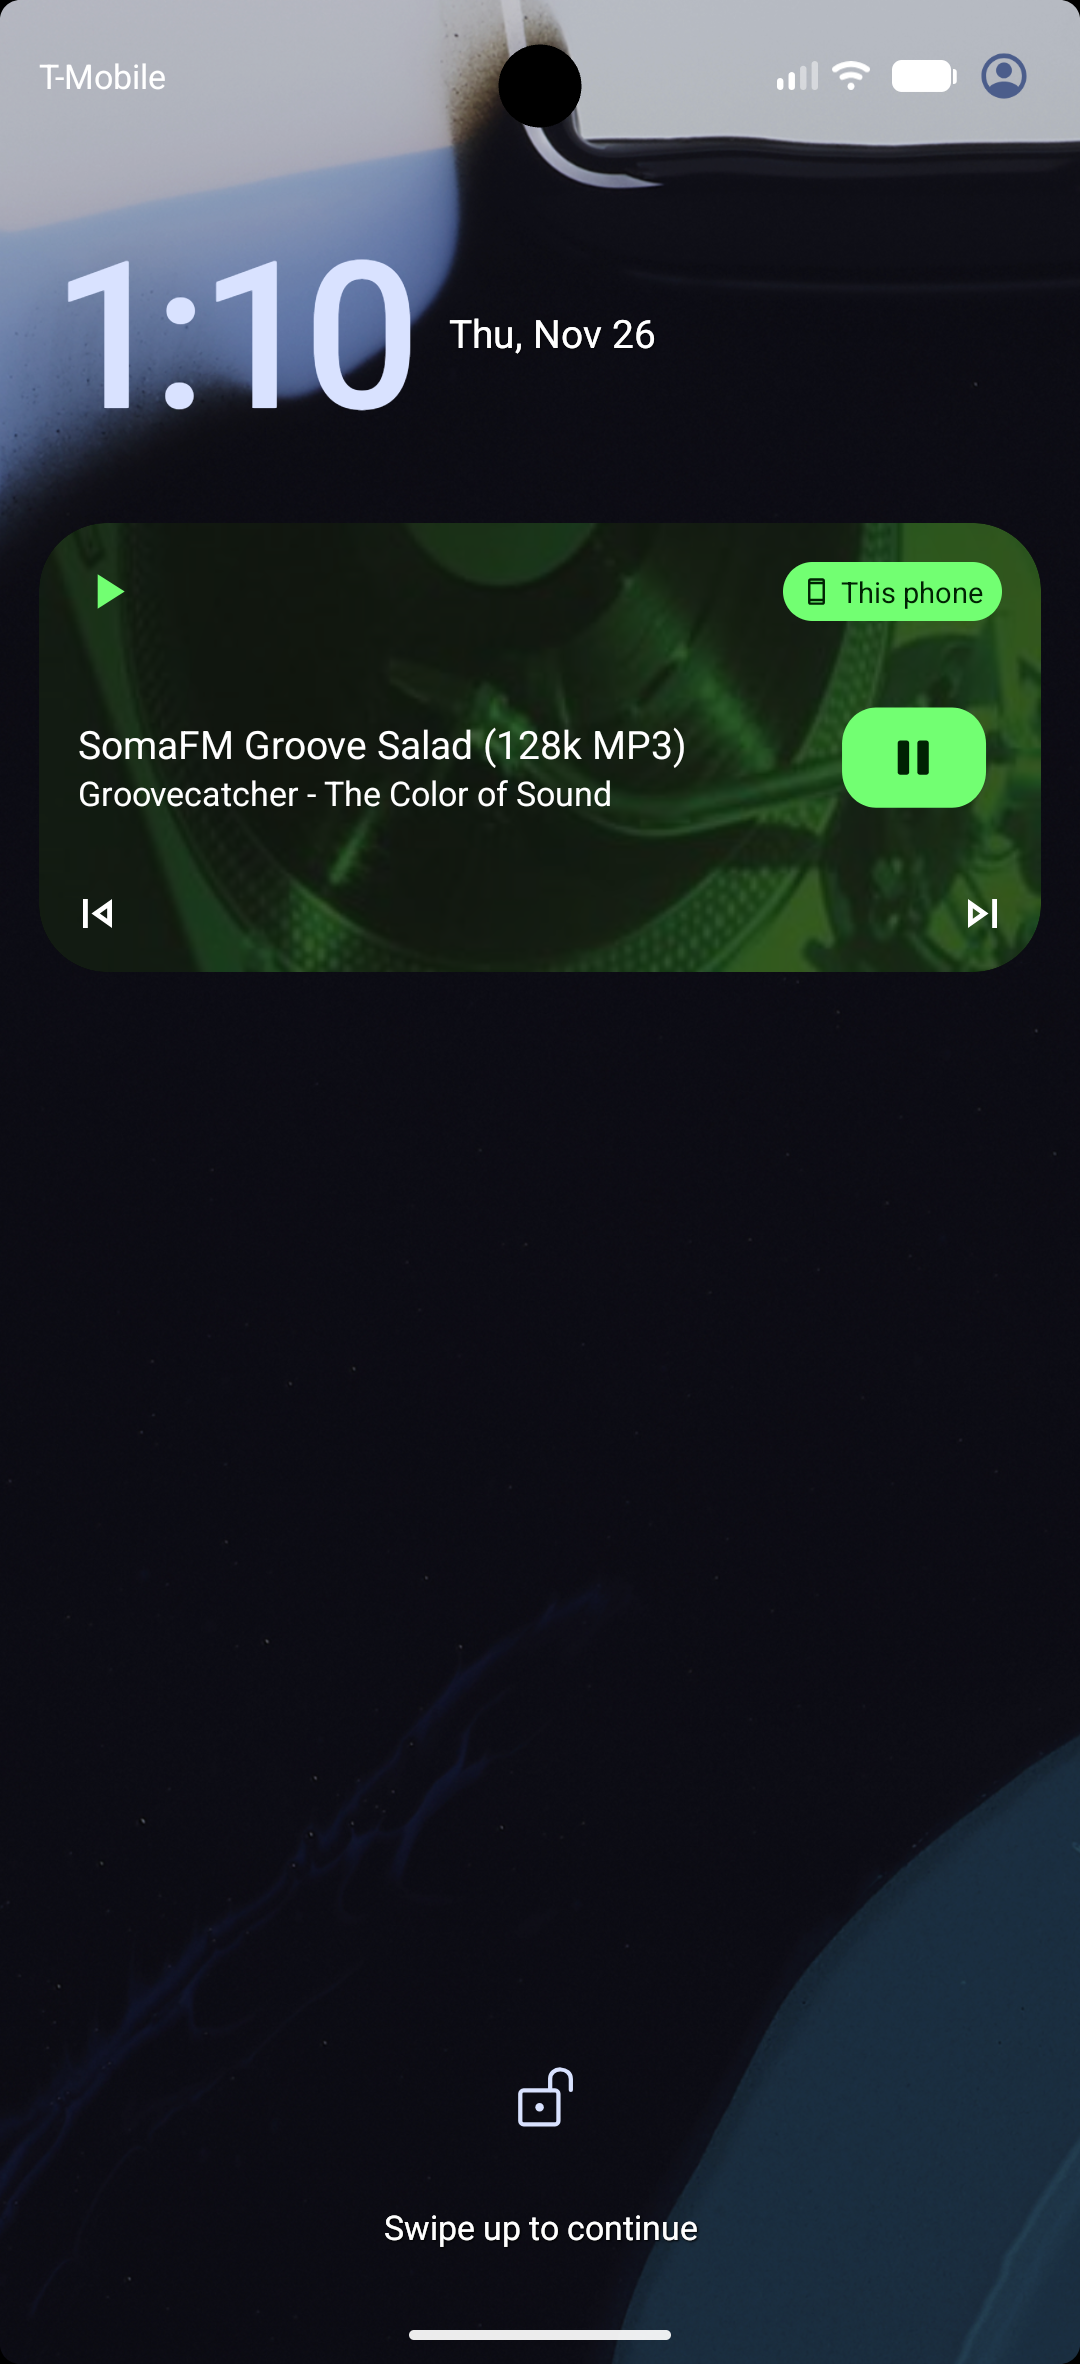 T-Mobile
1:10
Thu, Nov 26
This phone
SomaFM Groove Salad (128k MP3)
Groovecatcher - The Color of Sound
Swipe up to continue